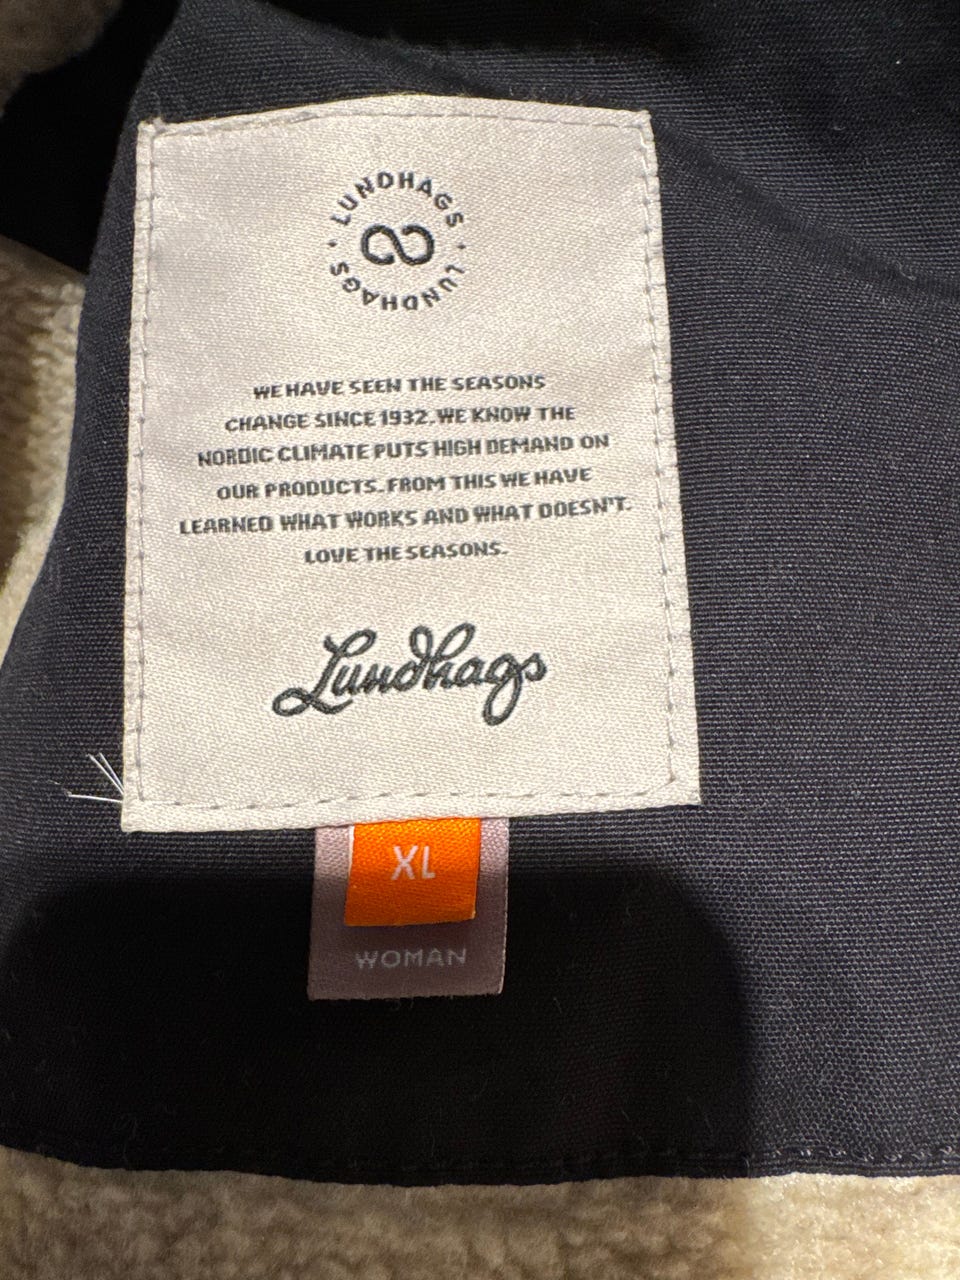 LUNDHAGS · LUNDHAGS ·
WE HAVE SEEN THE SEASONS
CHANGE SINCE 1932. WE KNOW THE
NORDIC CLIMATE PUTS HIGH DEMAND ON
OUR PRODUCTS. FROM THIS WE HAVE
LEARNED WHAT WORKS AND WHAT DOESN'T.
LOVE THE SEASONS.
Lundhags
XL
WOMAN